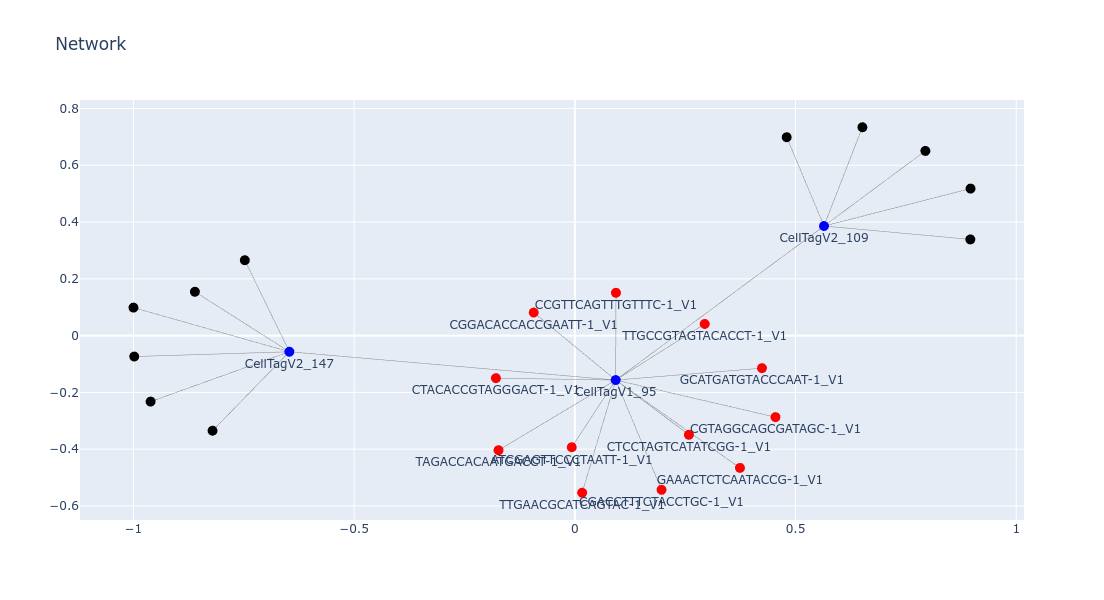 Network
0.8
0.6
0.4
0.2
0
−0.2
−0.4
−0.6
CellTagV2_109
CCGTTCAGTTTGTTTC-1_V1
CGGACACCACCGAATT-1_V1
TTGCCGTAGTACACCT-1_V1
CellTagV2_147
GCATGATGTACCCAAT-1_V1
CTACACCGTAGGGACT-1_V1
CellTagV1_95
CGTAGGCAGCGATAGC-1_V1
CTCCTAGTCATATCGG-1_V1
GAAACTCTCAATACCG-1_V1
−1
−0.5
0
0.5
1